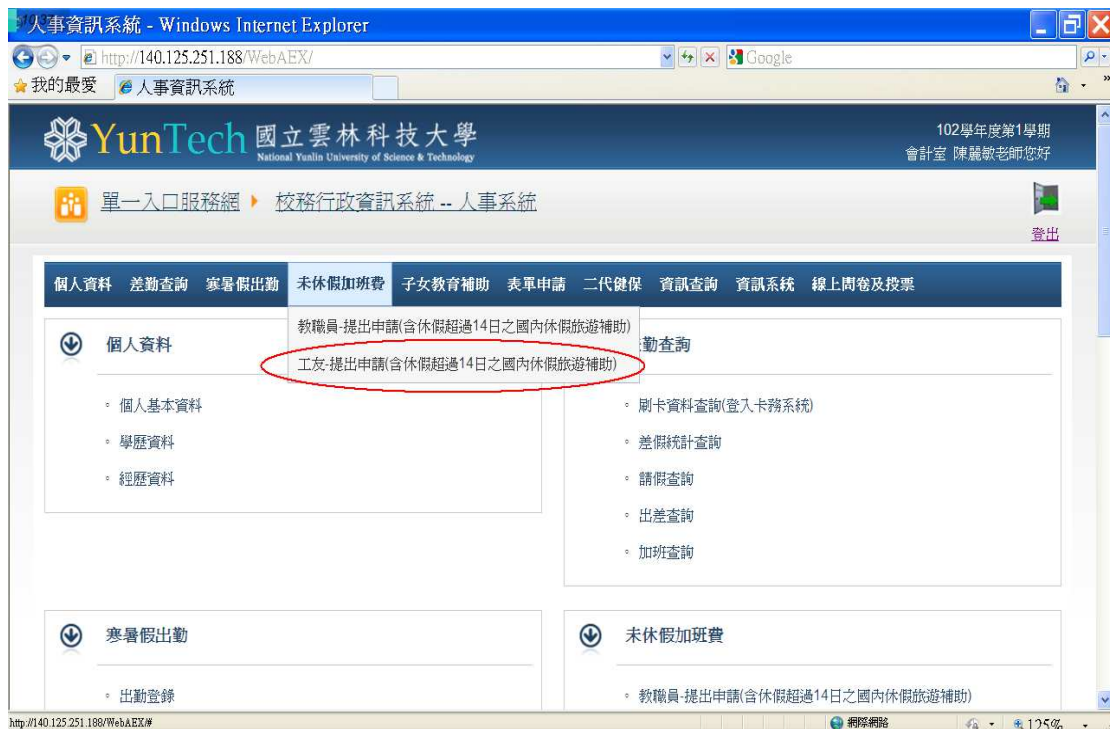 人事資訊系統 - Windows Internet Explorer
http://140.125.251.188/WebAEX/
Google
我的最愛
人事資訊系統
YunTech 國立雲林科技大學
National Yunlin University of Science & Technology
102學年度第1學期
會計室 陳麗敏老師您好
單一入口服務網
校務行政資訊系統 -- 人事系統
登出
個人資料 差勤查詢 寒暑假出勤 未休假加班費 子女教育補助 表單申請 二代健保 資訊查詢 資訊系統 線上問卷及投票
教職員-提出申請(含休假超過14日之國內休假旅遊補助)
工友-提出申請(含休假超過14日之國內休假旅遊補助)
個人資料
個人基本資料
學歷資料
經歷資料
勤查詢
刷卡資料查詢(登入卡務系統)
差假統計查詢
請假查詢
出差查詢
加班查詢
寒暑假出勤
出勤登錄
未休假加班費
教職員-提出申請(含休假超過14日之國內休假旅遊補助)
http://140.125.251.188/WebAEX/#
網際網路
125%